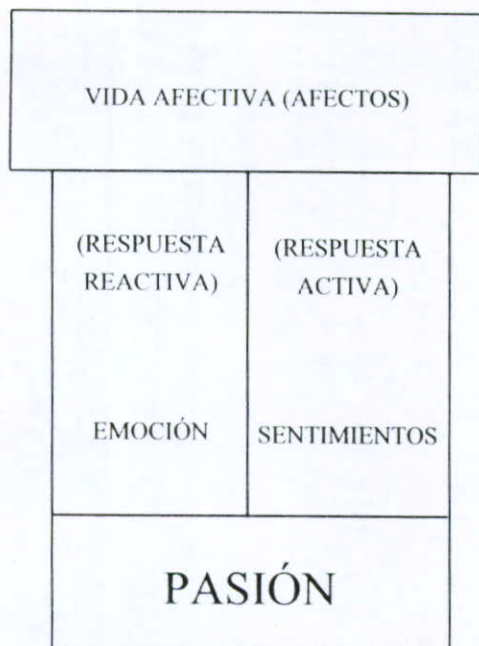 VIDA AFECTIVA (AFECTOS)
(RESPUESTA
REACTIVA)
(RESPUESTA
ACTIVA)
EMOCIÓN
SENTIMIENTOS
PASIÓN